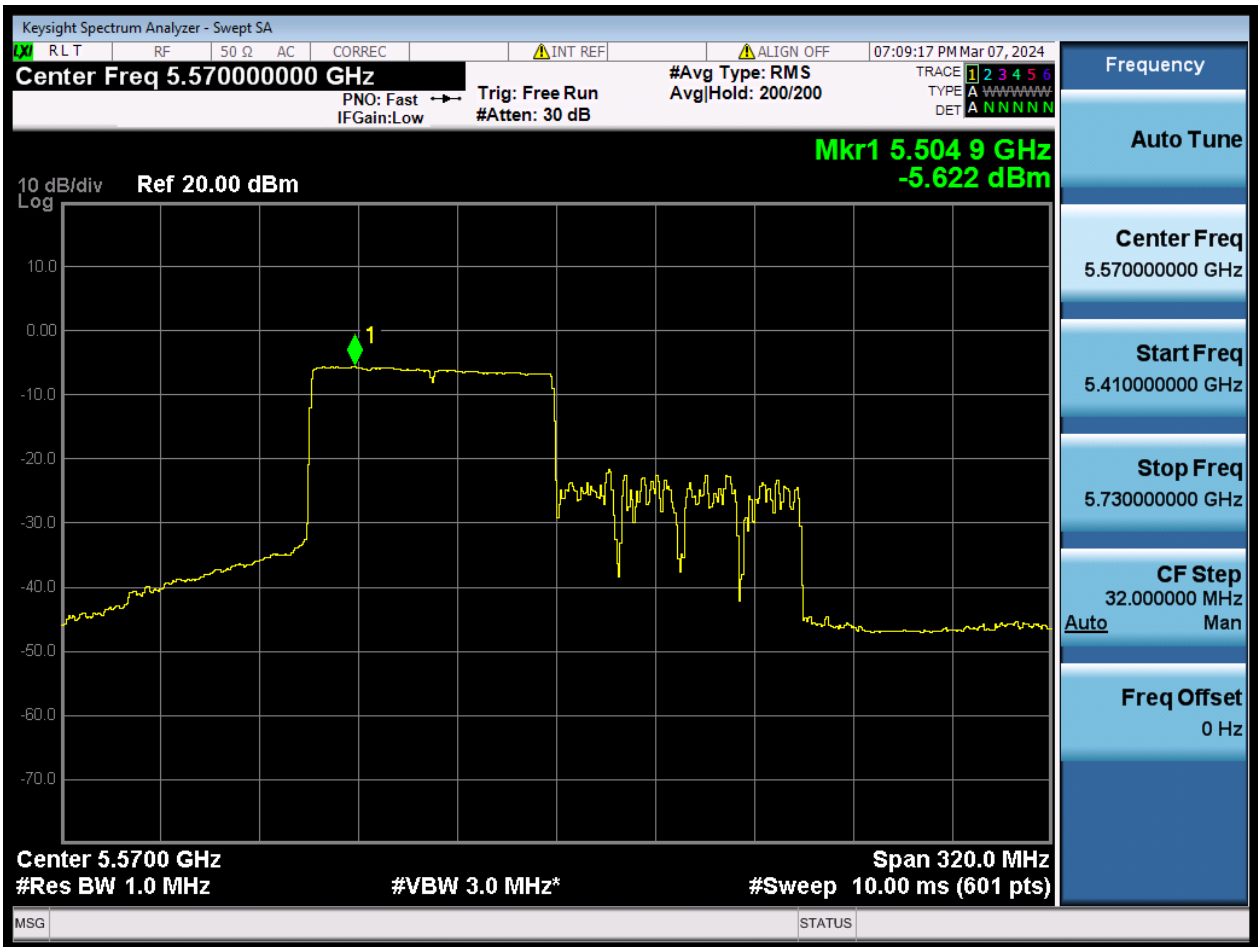 Keysight Spectrum Analyzer - Swept SA
LXI RLT RF 50 Ω AC CORREC INT REF ALIGN OFF 07:09:17 PM Mar 07, 2024
Center Freq 5.570000000 GHz
PNO: Fast
IFGain:Low
Trig: Free Run
#Atten: 30 dB
#Avg Type: RMS
Avg|Hold: 200/200
TRACE 1 2 3 4 5 6
TYPE A WWWWW
DET A N N N N N
Mkr1 5.504 9 GHz
-5.622 dBm
10 dB/div Ref 20.00 dBm
Log
10.0
0.00
-10.0
-20.0
-30.0
-40.0
-50.0
-60.0
-70.0
1
Center 5.5700 GHz Span 320.0 MHz
#Res BW 1.0 MHz #VBW 3.0 MHz* #Sweep 10.00 ms (601 pts)
MSG STATUS
Frequency
Auto Tune
Center Freq
5.570000000 GHz
Start Freq
5.410000000 GHz
Stop Freq
5.730000000 GHz
CF Step
32.000000 MHz
Auto Man
Freq Offset
0 Hz